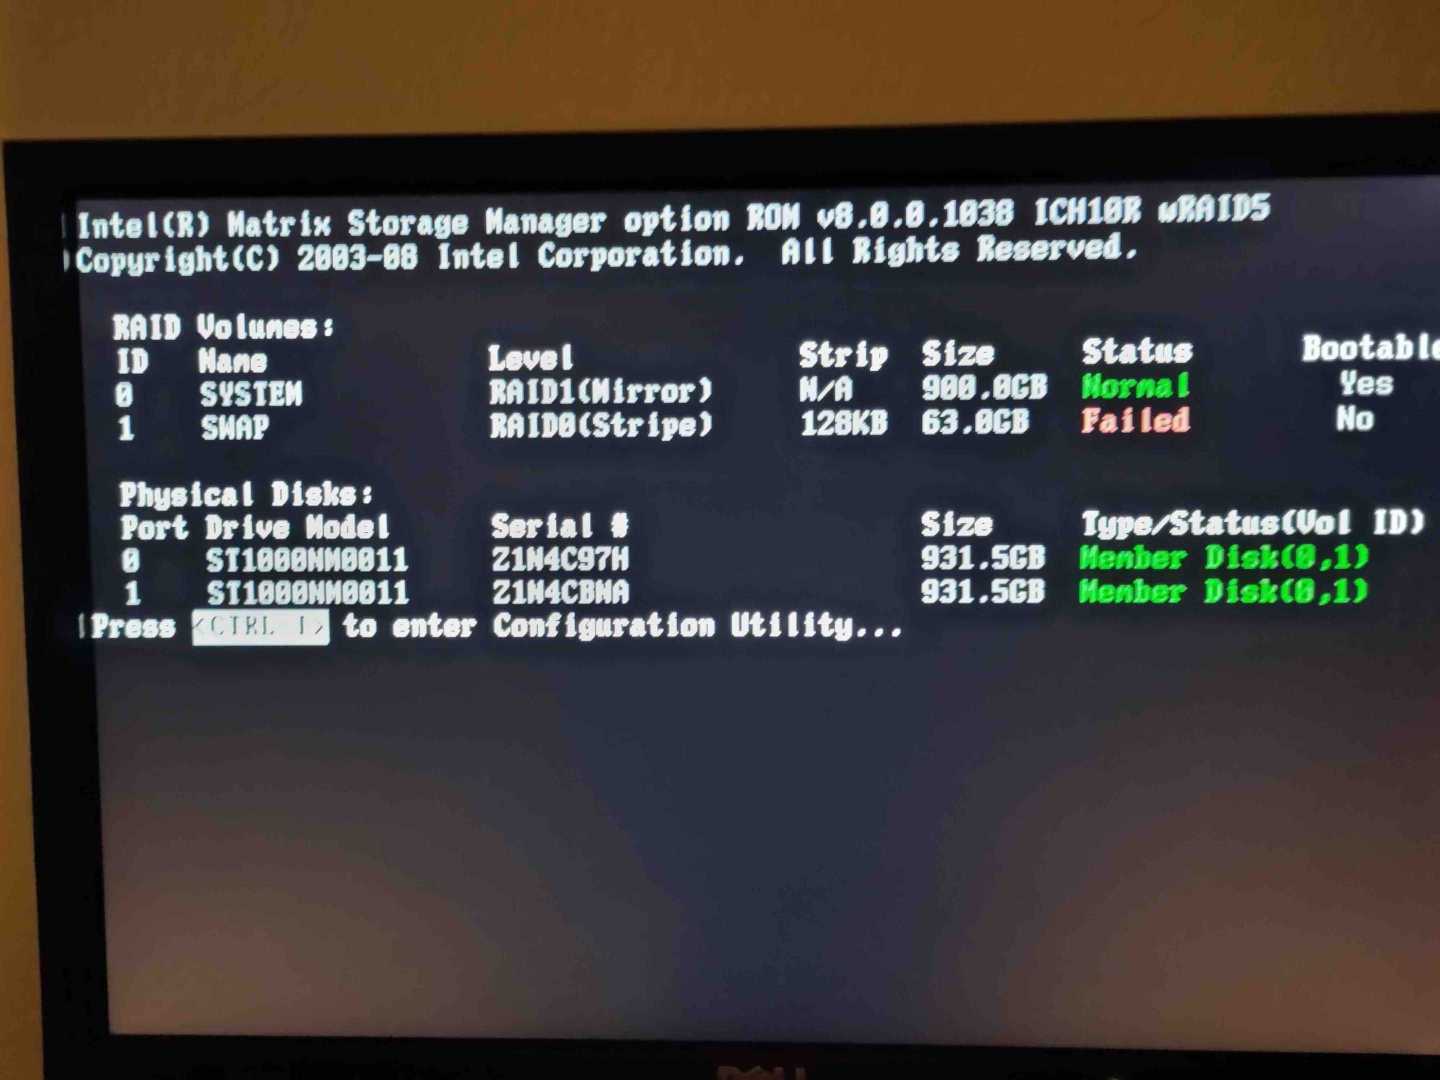 Intel(R) Matrix Storage Manager option ROM v8.0.0.1038 ICH10R wRAID5
Copyright(C) 2003-08 Intel Corporation. All Rights Reserved.
RAID Volumes:
ID Name Level Strip Size Status Bootable
0 SYSTEM RAID1(Mirror) N/A 900.0GB Normal Yes
1 SWAP RAID0(Stripe) 128KB 63.0GB Failed No
Physical Disks:
Port Drive Model Serial # Size Type/Status(Vol ID)
0 ST1000NM0011 Z1N4C97H 931.5GB Member Disk(0,1)
1 ST1000NM0011 Z1N4CBNA 931.5GB Member Disk(0,1)
Press <CTRL I> to enter Configuration Utility...
DELL